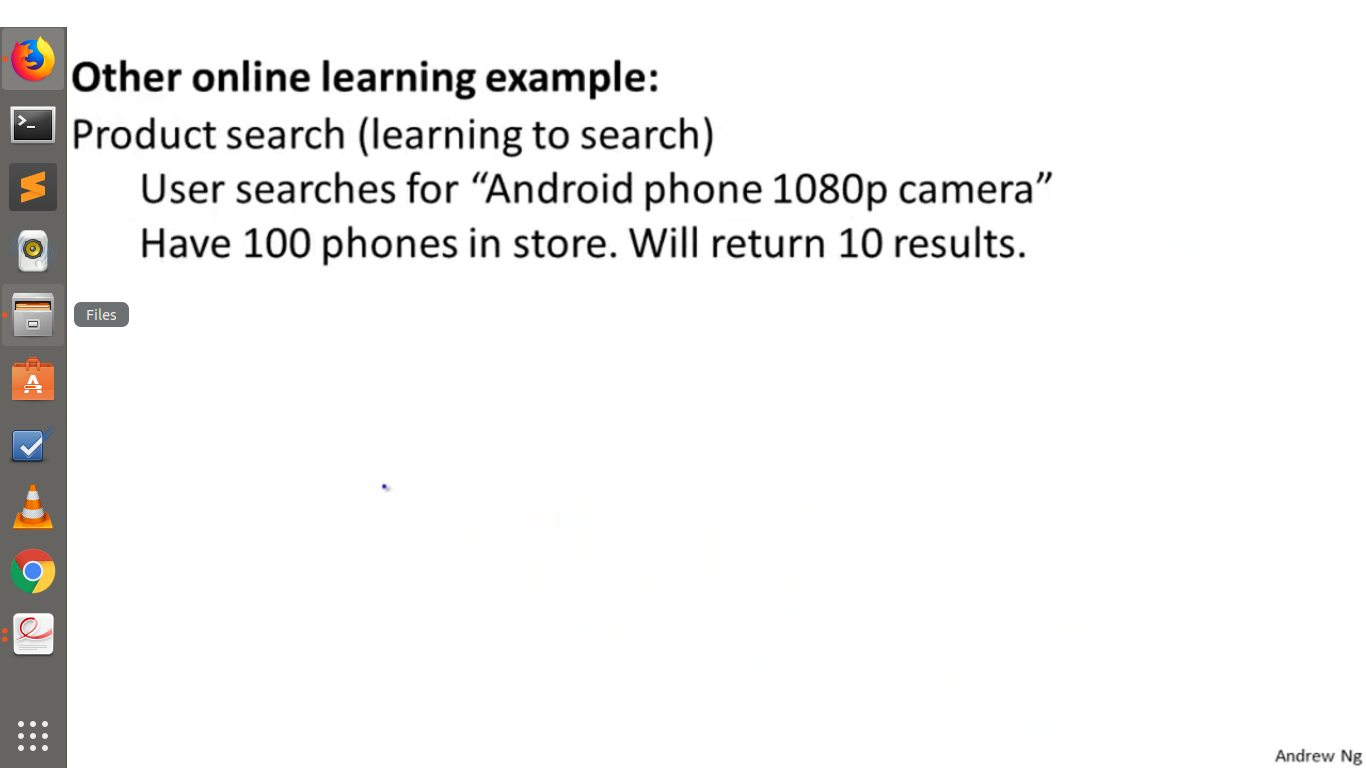 Other online learning example:
Product search (learning to search)
User searches for “Android phone 1080p camera”
Have 100 phones in store. Will return 10 results.
Files
Andrew Ng